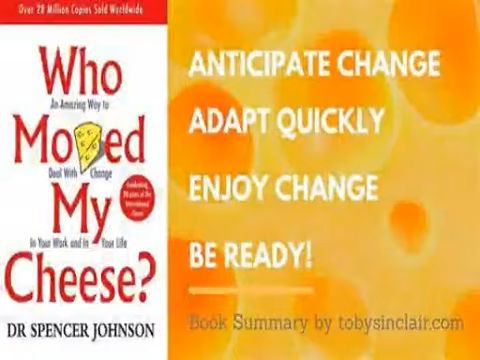 Over 28 Million Copies Sold Worldwide
Who
An Amazing Way to
Moved
Deal With Change
My
In Your Work and in Your Life
Cheese?
DR SPENCER JOHNSON
ANTICIPATE CHANGE
ADAPT QUICKLY
ENJOY CHANGE
BE READY!
Book Summary by tobysinclair.com